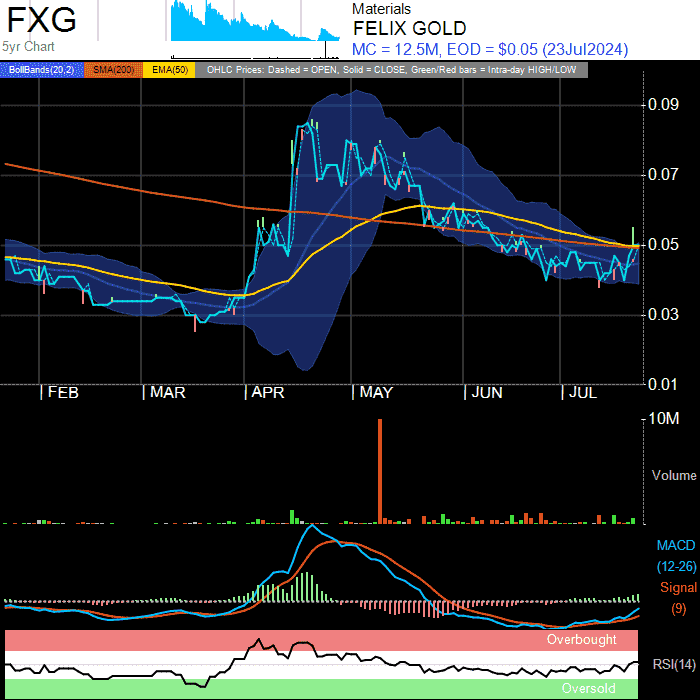 FXG
5yr Chart
Materials
FELIX GOLD
MC = 12.5M, EOD = $0.05 (23Jul2024)
BollBands(20,2) SMA(200) EMA(50) OHLC Prices: Dashed = OPEN, Solid = CLOSE, Green/Red bars = Intra-day HIGH/LOW
0.09
0.07
0.05
0.03
0.01
FEB MAR APR MAY JUN JUL
10M
Volume
MACD
(12-26)
Signal
(9)
Overbought
RSI(14)
Oversold